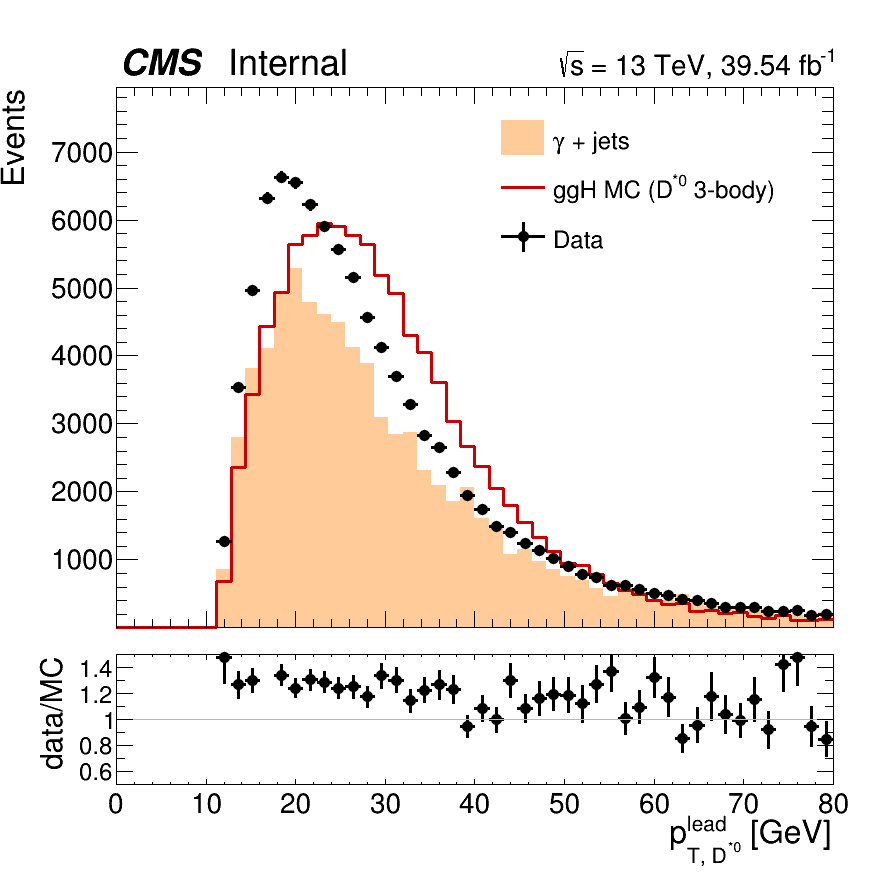 CMS Internal
√s = 13 TeV, 39.54 fb⁻¹
Events
7000
6000
5000
4000
3000
2000
1000
γ + jets
ggH MC (D*⁰ 3-body)
Data
data/MC
1.4
1.2
1
0.8
0.6
0 10 20 30 40 50 60 70 80
p^lead_T, D*⁰ [GeV]